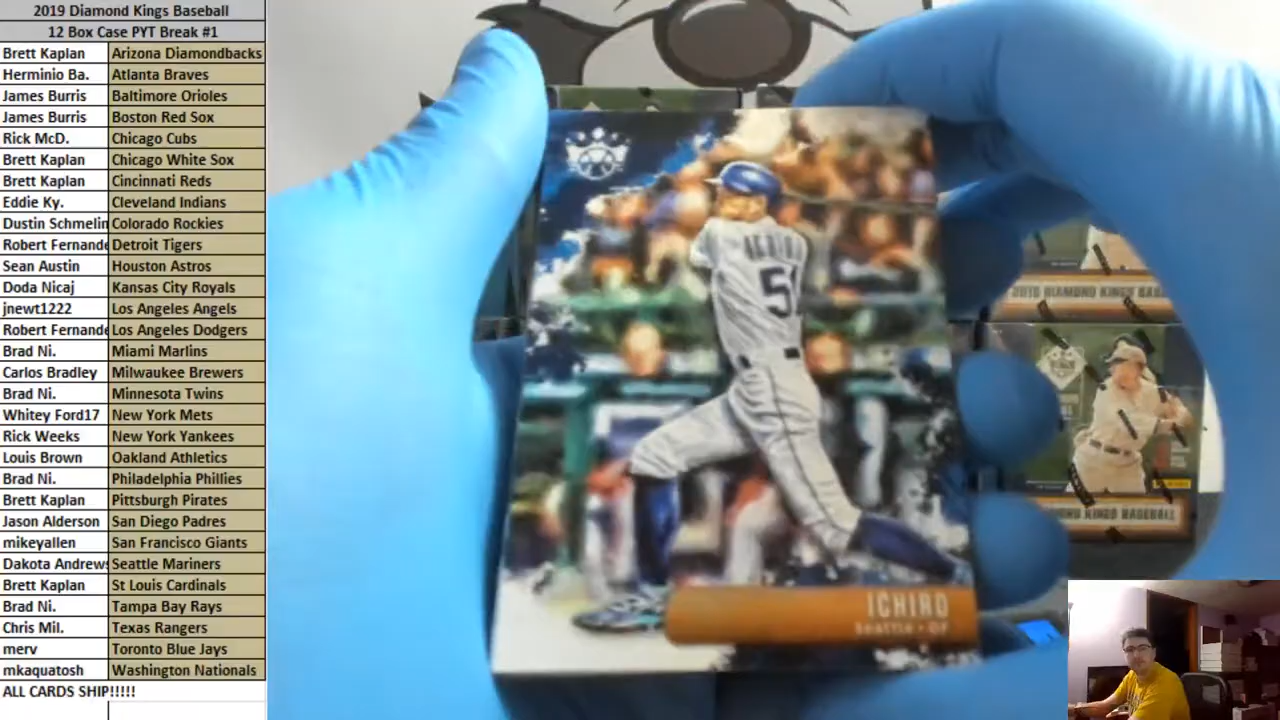 2019 Diamond Kings Baseball
12 Box Case PYT Break #1
Brett Kaplan Arizona Diamondbacks
Herminio Ba. Atlanta Braves
James Burris Baltimore Orioles
James Burris Boston Red Sox
Rick McD. Chicago Cubs
Brett Kaplan Chicago White Sox
Brett Kaplan Cincinnati Reds
Eddie Ky. Cleveland Indians
Dustin Schmelin Colorado Rockies
Robert Fernande Detroit Tigers
Sean Austin Houston Astros
Doda Nicaj Kansas City Royals
jnewt1222 Los Angeles Angels
Robert Fernande Los Angeles Dodgers
Brad Ni. Miami Marlins
Carlos Bradley Milwaukee Brewers
Brad Ni. Minnesota Twins
Whitey Ford17 New York Mets
Rick Weeks New York Yankees
Louis Brown Oakland Athletics
Brad Ni. Philadelphia Phillies
Brett Kaplan Pittsburgh Pirates
Jason Alderson San Diego Padres
mikeyallen San Francisco Giants
Dakota Andrews Seattle Mariners
Brett Kaplan St Louis Cardinals
Brad Ni. Tampa Bay Rays
Chris Mil. Texas Rangers
merv Toronto Blue Jays
mkaquatosh Washington Nationals
ALL CARDS SHIP!!!!!
ICHIRO
51
ICHIRO
Seattle • OF
2019 DIAMOND KINGS BAS
DIAMOND KINGS BASEBALL